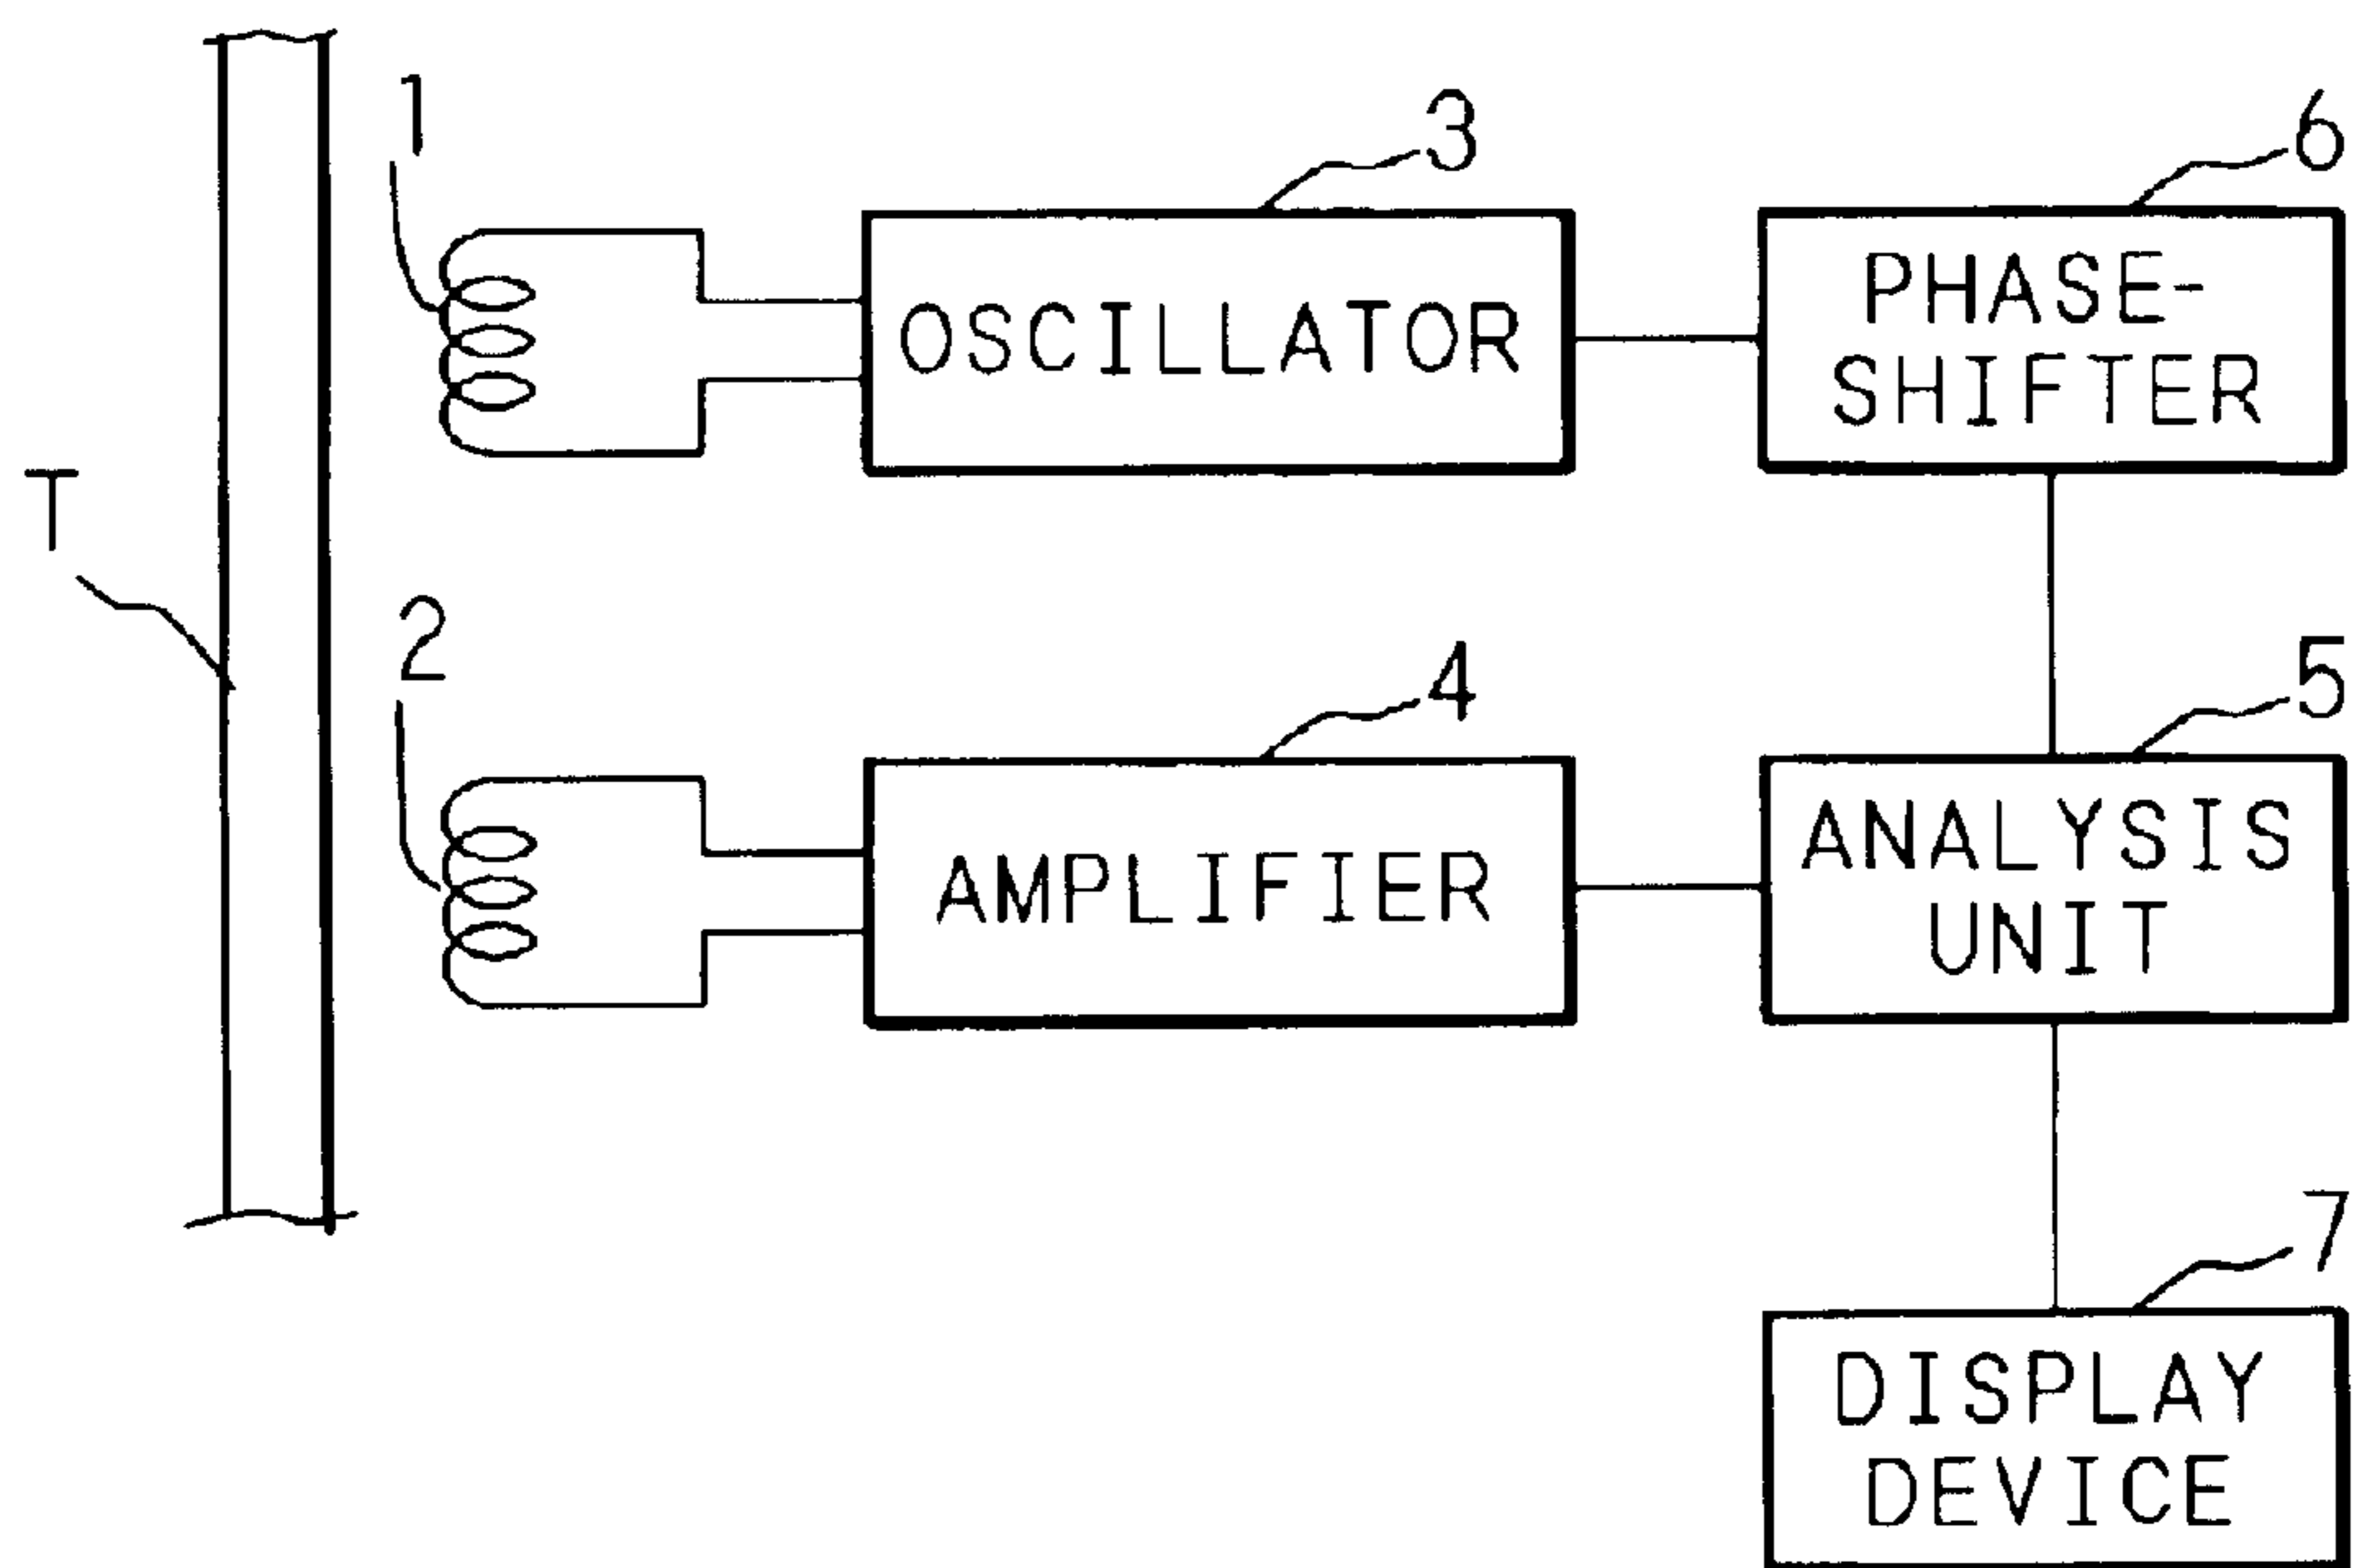 1
3
6
OSCILLATOR
PHASE-
SHIFTER
T
2
4
5
AMPLIFIER
ANALYSIS
UNIT
7
DISPLAY
DEVICE